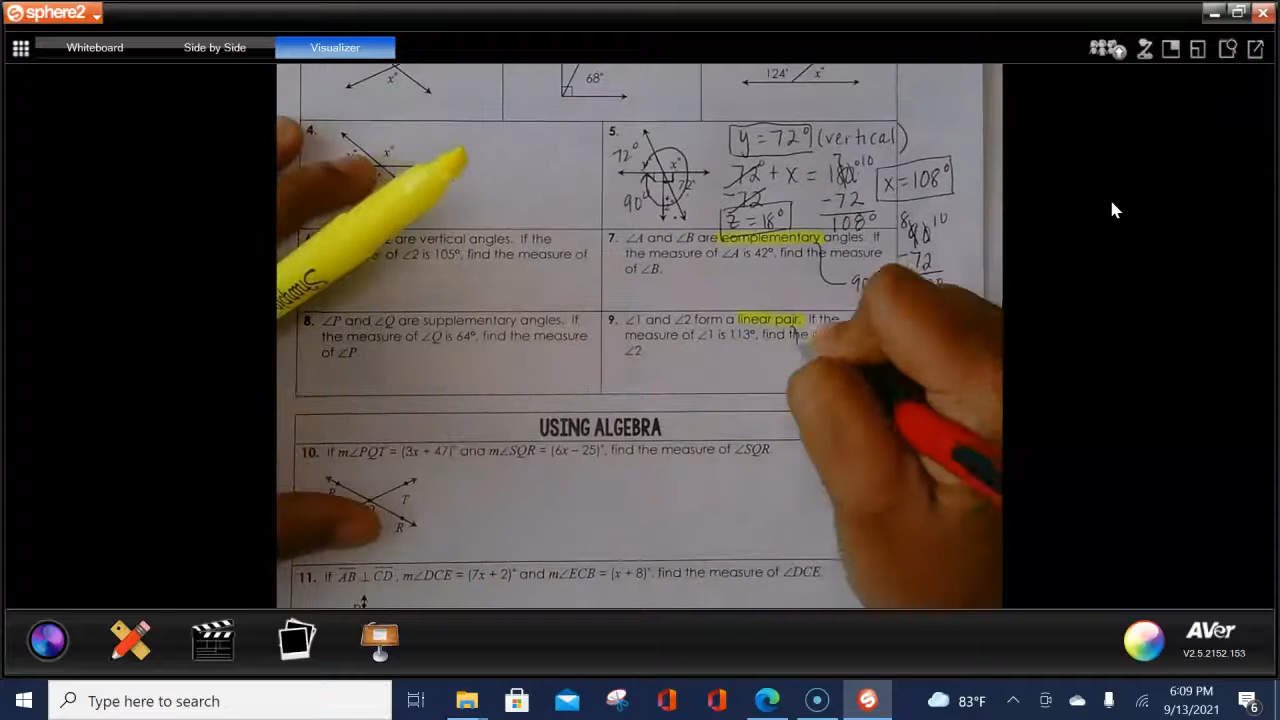 sphere2
Whiteboard Side by Side Visualizer
x°
68°
124° x°
4.
x°
5.
72°
x°
72°
90°
y = 72° (vertical)
72° + x = 180°
-72 -72
108°
x = 108°
z = 18°
90
-72
are vertical angles. If the
of ∠2 is 105°, find the measure of
7. ∠A and ∠B are complementary angles. If
the measure of ∠A is 42°, find the measure
of ∠B.
90
8. ∠P and ∠Q are supplementary angles. If
the measure of ∠Q is 64°, find the measure
of ∠P
9. ∠1 and ∠2 form a linear pair. If the
measure of ∠1 is 113°, find the
∠2
USING ALGEBRA
10. If m∠PQT = (3x + 47)° and m∠SQR = (6x – 25)°, find the measure of ∠SQR.
P
T
R
11. If AB ⊥ CD, m∠DCE = (7x + 2)° and m∠ECB = (x + 8)°, find the measure of ∠DCE.
AVer
V2.5.2152.153
Type here to search
83°F
6:09 PM
9/13/2021
6